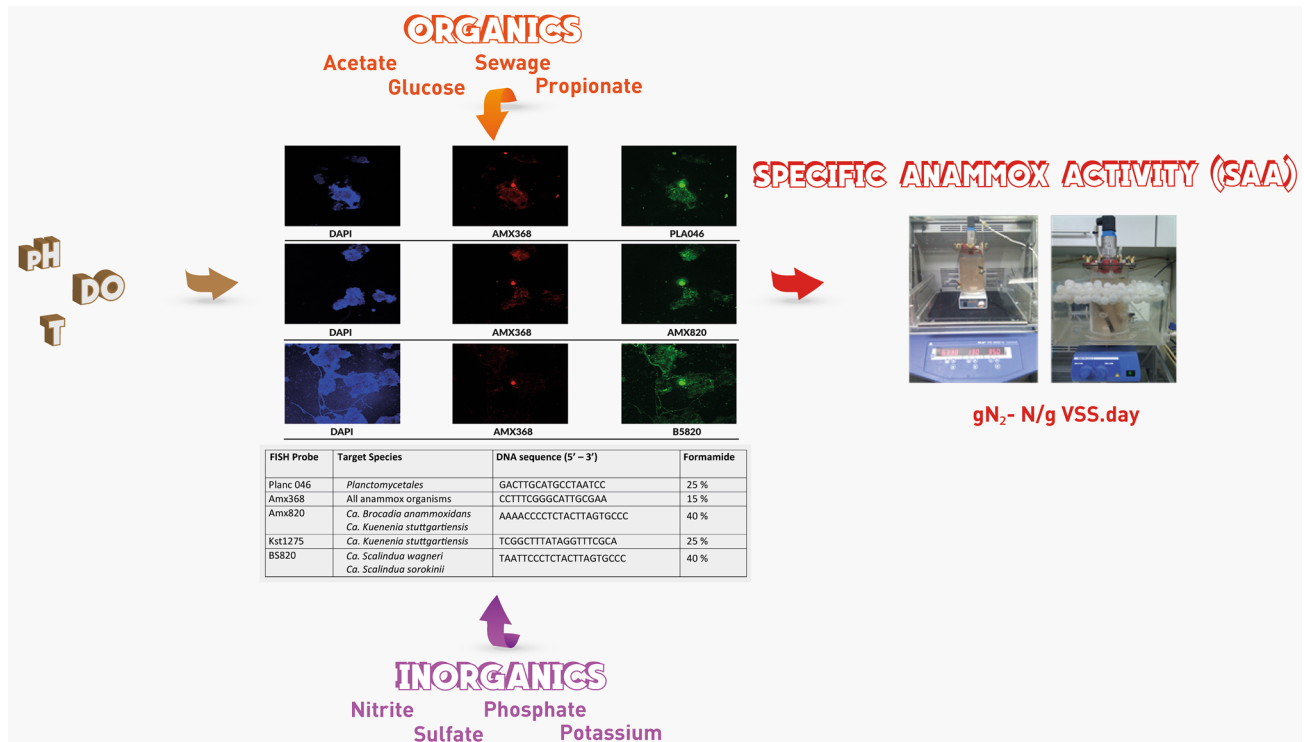 ORGANICS
Acetate Sewage
Glucose Propionate
SPECIFIC ANAMMOX ACTIVITY (SAA)
pH
DO
T
DAPI AMX368 PLA046
DAPI AMX368 AMX820
DAPI AMX368 B5820
gN₂- N/g VSS.day
FISH Probe Target Species DNA sequence (5’ – 3’) Formamide
Planc 046 Planctomycetales GACTTGCATGCCTAATCC 25 %
Amx368 All anammox organisms CCTTTCGGGCATTGCGAA 15 %
Amx820 Ca. Brocadia anammoxidans AAAACCCCTCTACTTAGTGCCC 40 %
Ca. Kuenenia stuttgartiensis
Kst1275 Ca. Kuenenia stuttgartiensis TCGGCTTTATAGGTTTCGCA 25 %
BS820 Ca. Scalindua wagneri TAATTCCCTCTACTTAGTGCCC 40 %
Ca. Scalindua sorokinii
INORGANICS
Nitrite Phosphate
Sulfate Potassium